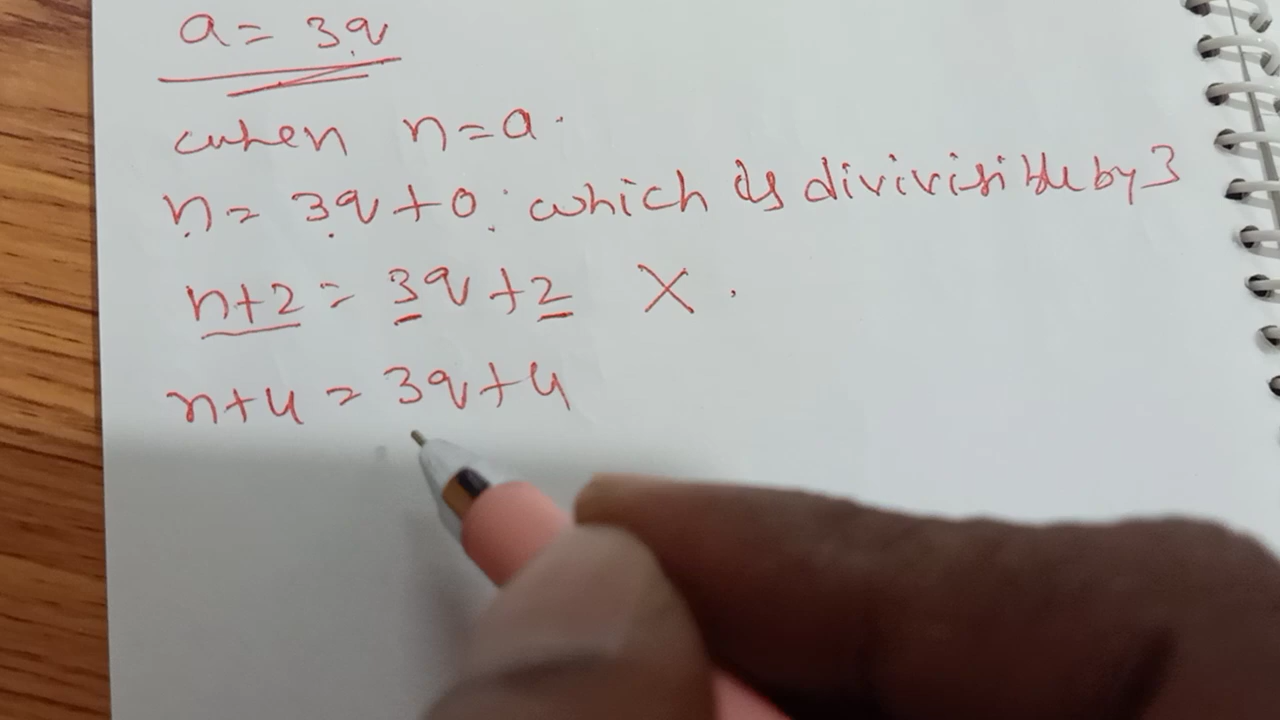 a = 3q
when n = a.
n = 3q + 0. which is divivisible by 3
n+2 = 3q + 2 X .
n+4 = 3q + 4